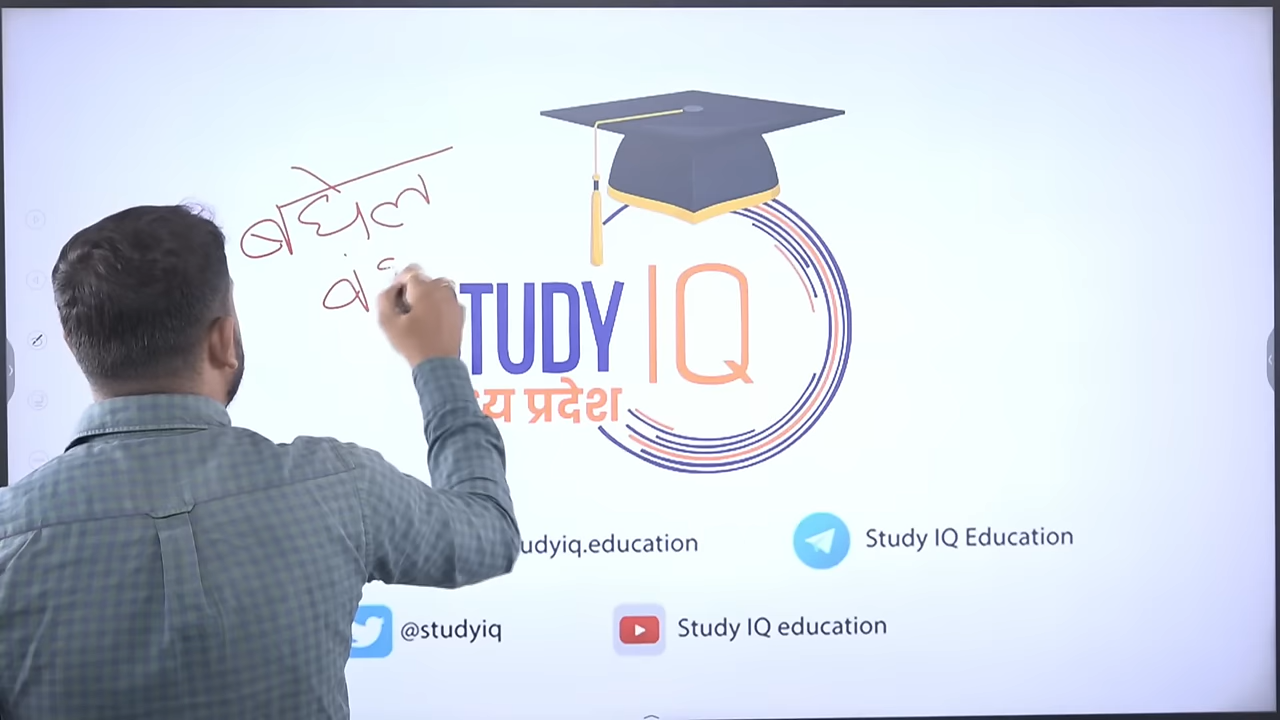 बघेल
वं
TUDY IQ
्य प्रदेश
udyiq.education
Study IQ Education
@studyiq
Study IQ education